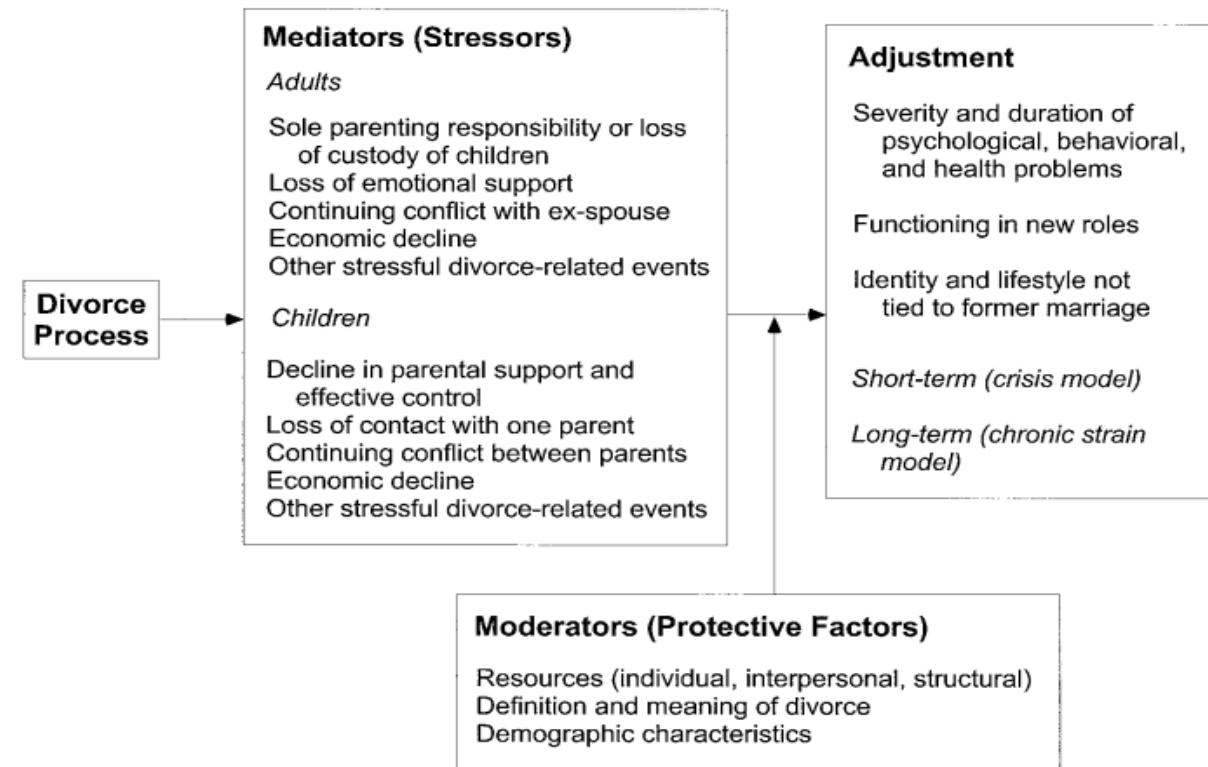 Divorce
Process
Mediators (Stressors)
Adults
Sole parenting responsibility or loss
of custody of children
Loss of emotional support
Continuing conflict with ex-spouse
Economic decline
Other stressful divorce-related events
Children
Decline in parental support and
effective control
Loss of contact with one parent
Continuing conflict between parents
Economic decline
Other stressful divorce-related events
Adjustment
Severity and duration of
psychological, behavioral,
and health problems
Functioning in new roles
Identity and lifestyle not
tied to former marriage
Short-term (crisis model)
Long-term (chronic strain
model)
Moderators (Protective Factors)
Resources (individual, interpersonal, structural)
Definition and meaning of divorce
Demographic characteristics